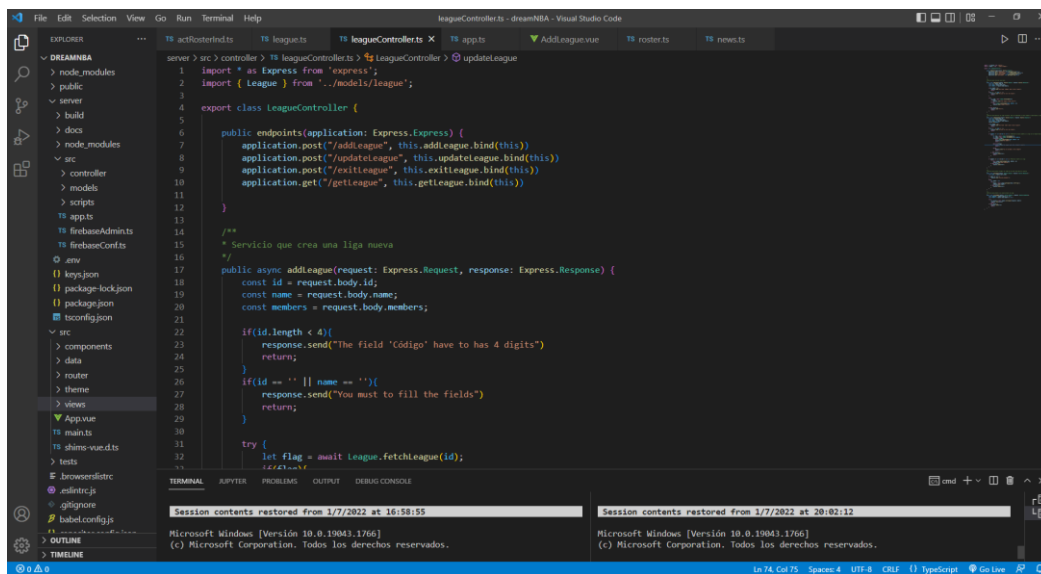 File Edit Selection View Go Run Terminal Help
leagueController.ts - dreamNBA - Visual Studio Code
EXPLORER
TS actRosterInd.ts TS league.ts TS leagueController.ts TS app.ts AddLeague.vue TS roster.ts TS news.ts
server > src > controller > TS leagueController.ts > LeagueController > updateLeague
DREAMNBA
node_modules
public
server
build
docs
node_modules
src
controller
models
scripts
TS app.ts
TS firebaseAdmin.ts
TS firebaseConf.ts
.env
{} keys.json
{} package-lock.json
{} package.json
tsconfig.json
src
components
data
router
theme
views
App.vue
TS main.ts
TS shims-vue.d.ts
tests
.browserslistrc
.eslintrc.js
.gitignore
babel.config.js
OUTLINE
TIMELINE
1 import * as Express from 'express';
2 import { League } from '../models/league';
3
4 export class LeagueController {
5
6 public endpoints(application: Express.Express) {
7 application.post("/addLeague", this.addLeague.bind(this))
8 application.post("/updateLeague", this.updateLeague.bind(this))
9 application.post("/exitLeague", this.exitLeague.bind(this))
10 application.get("/getLeague", this.getLeague.bind(this))
11
12 }
13
14 /**
15 * Servicio que crea una liga nueva
16 */
17 public async addLeague(request: Express.Request, response: Express.Response) {
18 const id = request.body.id;
19 const name = request.body.name;
20 const members = request.body.members;
21
22 if(id.length < 4){
23 response.send("The field 'Código' have to has 4 digits")
24 return;
25 }
26 if(id == '' || name == ''){
27 response.send("You must to fill the fields")
28 return;
29 }
30
31 try {
32 let flag = await League.fetchLeague(id);
33 if(flag){
TERMINAL JUPYTER PROBLEMS OUTPUT DEBUG CONSOLE
cmd
Session contents restored from 1/7/2022 at 16:58:55
Microsoft Windows [Versión 10.0.19043.1766]
(c) Microsoft Corporation. Todos los derechos reservados.
Session contents restored from 1/7/2022 at 20:02:12
Microsoft Windows [Versión 10.0.19043.1766]
(c) Microsoft Corporation. Todos los derechos reservados.
0 0
Ln 74, Col 75 Spaces: 4 UTF-8 CRLF {} TypeScript Go Live